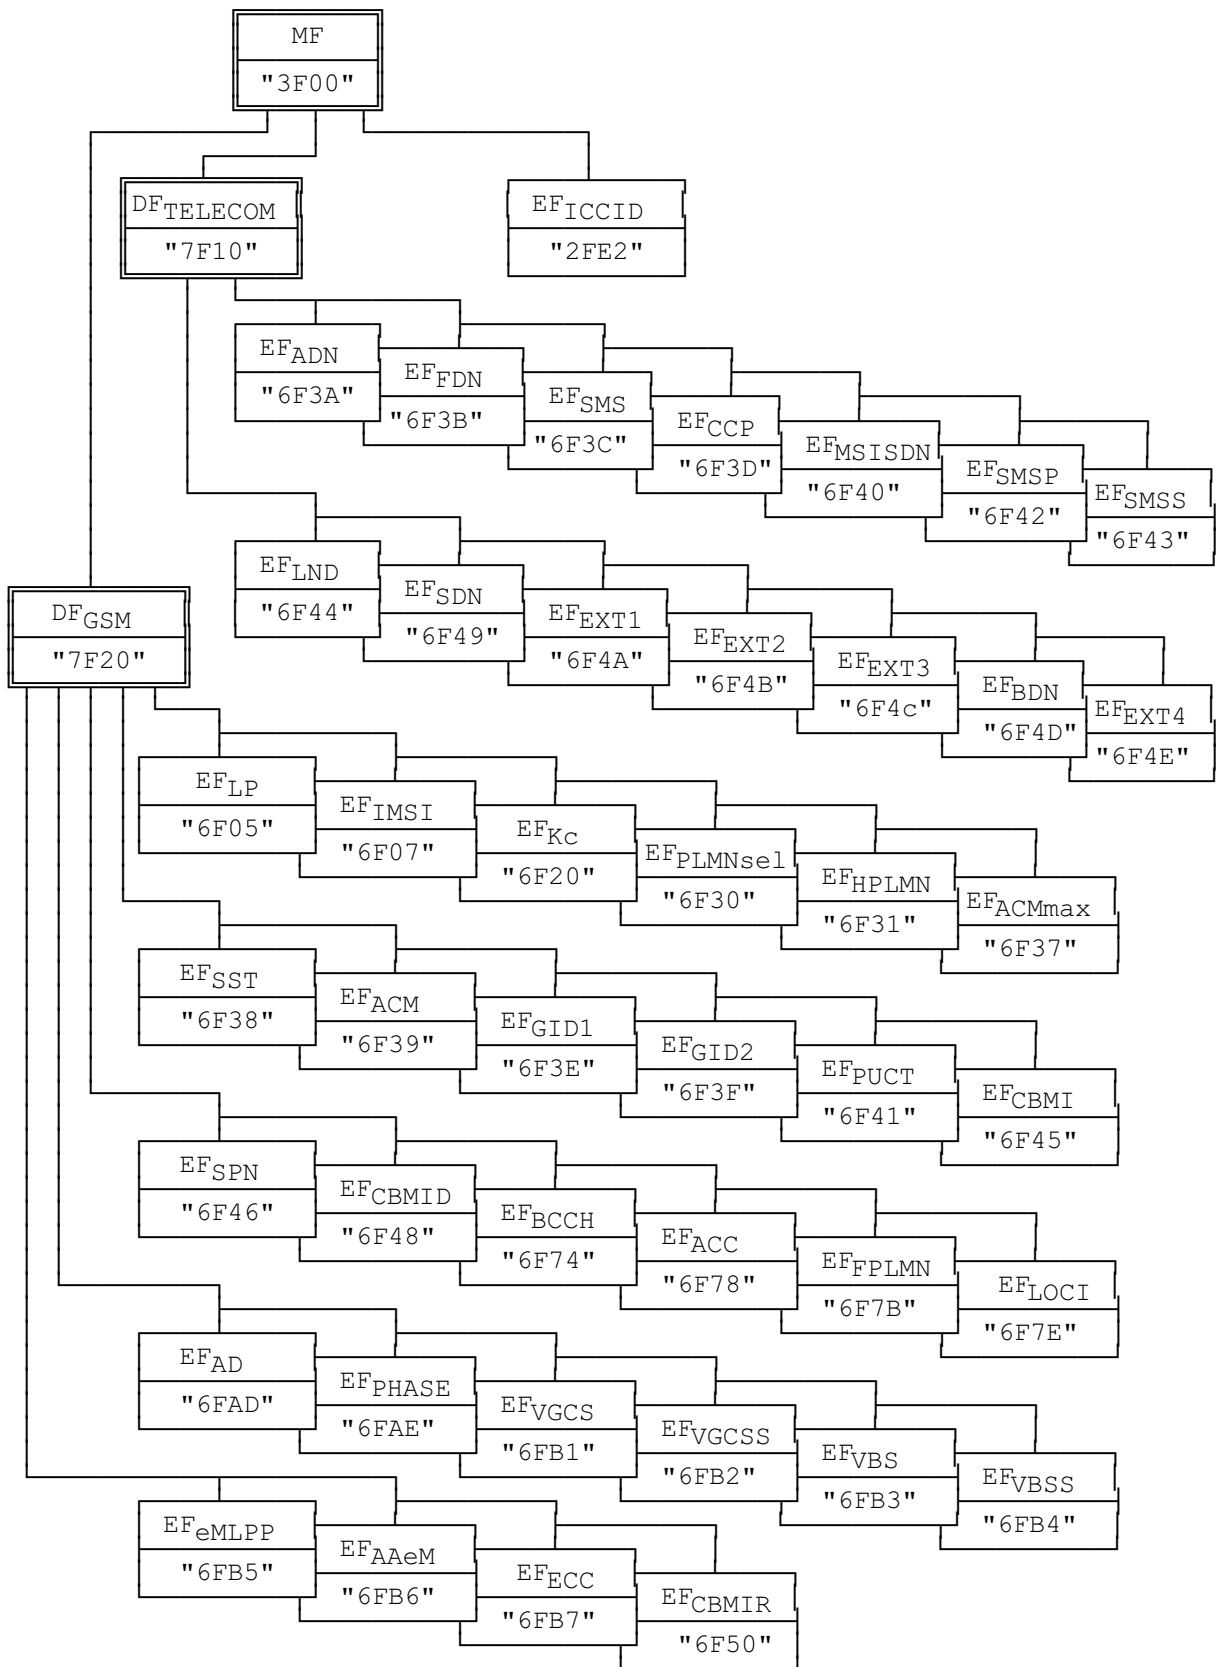 MF
"3F00"
DFTELECOM
"7F10"
EFICCID
"2FE2"
EFADN
"6F3A"
EFFDN
"6F3B"
EFSMS
"6F3C"
EFCCP
"6F3D"
EFMSISDN
"6F40"
EFSMSP
"6F42"
EFSMSS
"6F43"
EFLND
"6F44"
EFSDN
"6F49"
EFEXT1
"6F4A"
EFEXT2
"6F4B"
EFEXT3
"6F4c"
EFBDN
"6F4D"
EFEXT4
"6F4E"
DFGSM
"7F20"
EFLP
"6F05"
EFIMSI
"6F07"
EFKc
"6F20"
EFPLMNsel
"6F30"
EFHPLMN
"6F31"
EFACMmax
"6F37"
EFSST
"6F38"
EFACM
"6F39"
EFGID1
"6F3E"
EFGID2
"6F3F"
EFPUCT
"6F41"
EFCBMI
"6F45"
EFSPN
"6F46"
EFCBMID
"6F48"
EFBCCH
"6F74"
EFACC
"6F78"
EFFPLMN
"6F7B"
EFLOCI
"6F7E"
EFAD
"6FAD"
EFPHASE
"6FAE"
EFVGCS
"6FB1"
EFVGCSS
"6FB2"
EFVBS
"6FB3"
EFVBSS
"6FB4"
EFeMLPP
"6FB5"
EFAAeM
"6FB6"
EFECC
"6FB7"
EFCBMIR
"6F50"